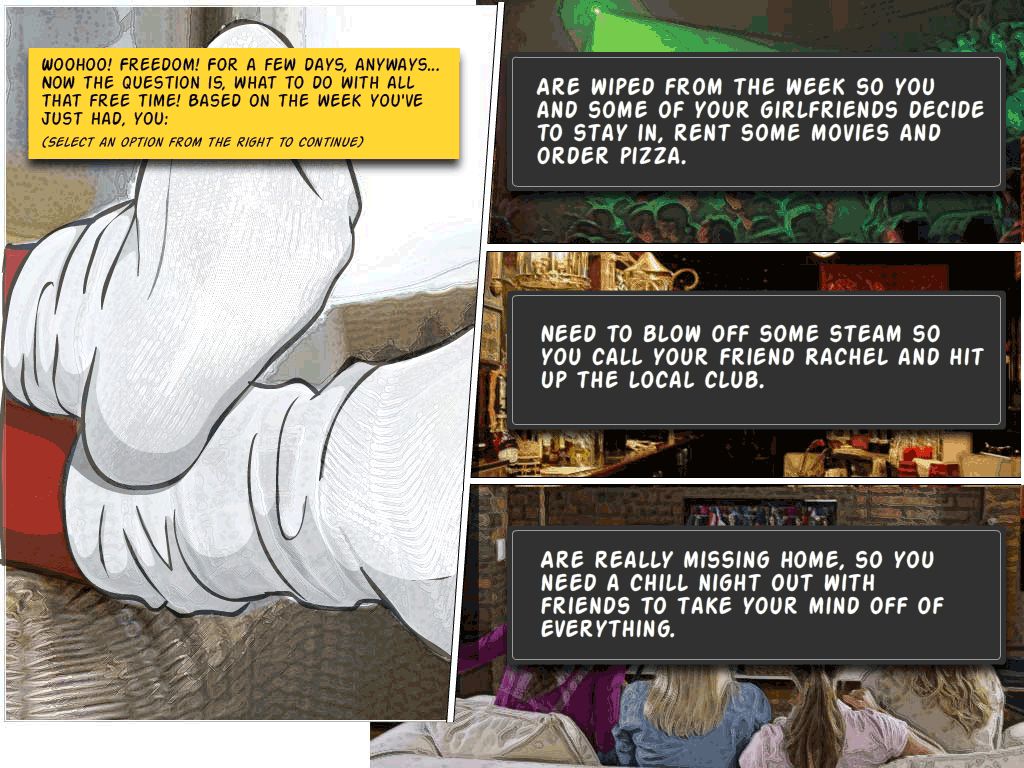 WOOHOO! FREEDOM! FOR A FEW DAYS, ANYWAYS...
NOW THE QUESTION IS, WHAT TO DO WITH ALL
THAT FREE TIME! BASED ON THE WEEK YOU'VE
JUST HAD, YOU:
(SELECT AN OPTION FROM THE RIGHT TO CONTINUE)
ARE WIPED FROM THE WEEK SO YOU
AND SOME OF YOUR GIRLFRIENDS DECIDE
TO STAY IN, RENT SOME MOVIES AND
ORDER PIZZA.
NEED TO BLOW OFF SOME STEAM SO
YOU CALL YOUR FRIEND RACHEL AND HIT
UP THE LOCAL CLUB.
ARE REALLY MISSING HOME, SO YOU
NEED A CHILL NIGHT OUT WITH
FRIENDS TO TAKE YOUR MIND OFF OF
EVERYTHING.